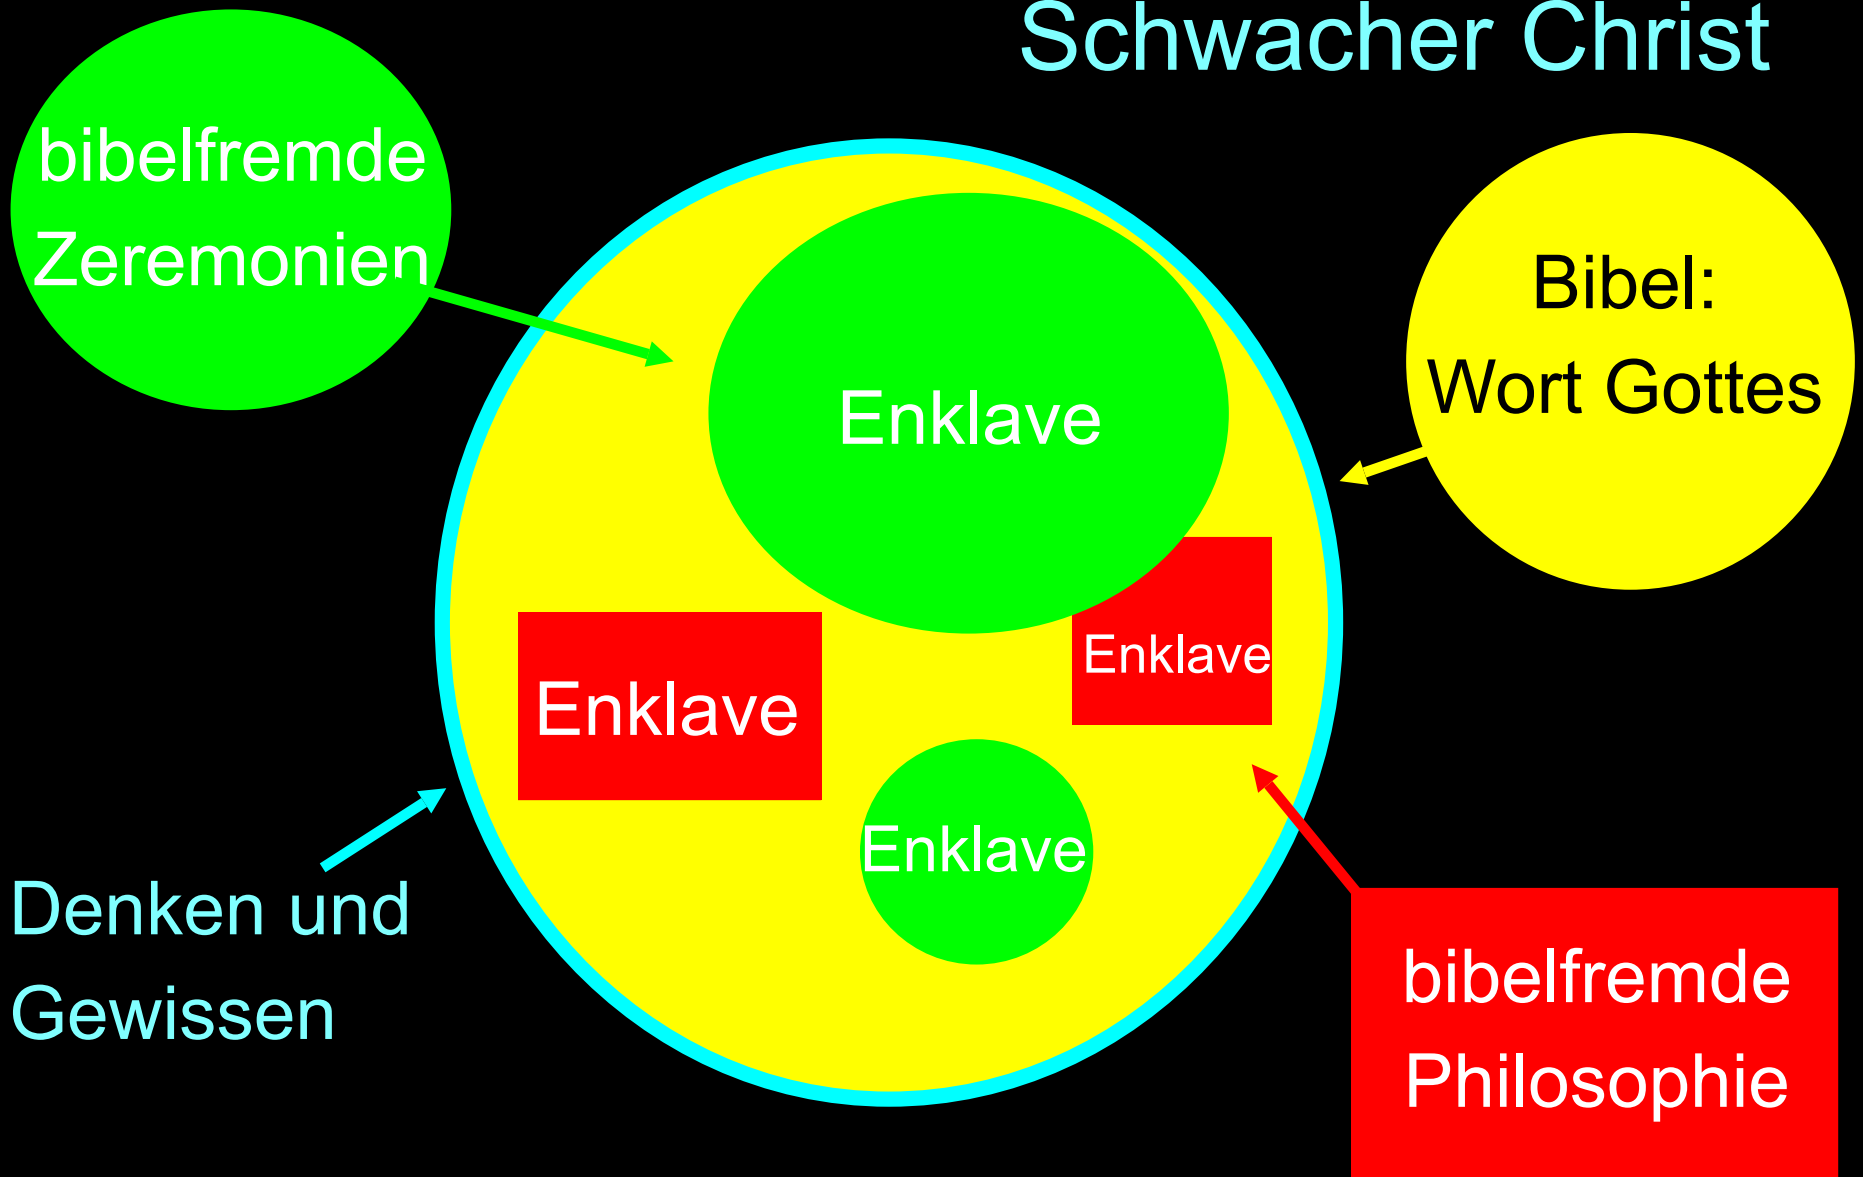 Schwacher Christ
bibelfremde
Zeremonien
Bibel:
Wort Gottes
Enklave
Enklave
Enklave
Enklave
Denken und
Gewissen
bibelfremde
Philosophie